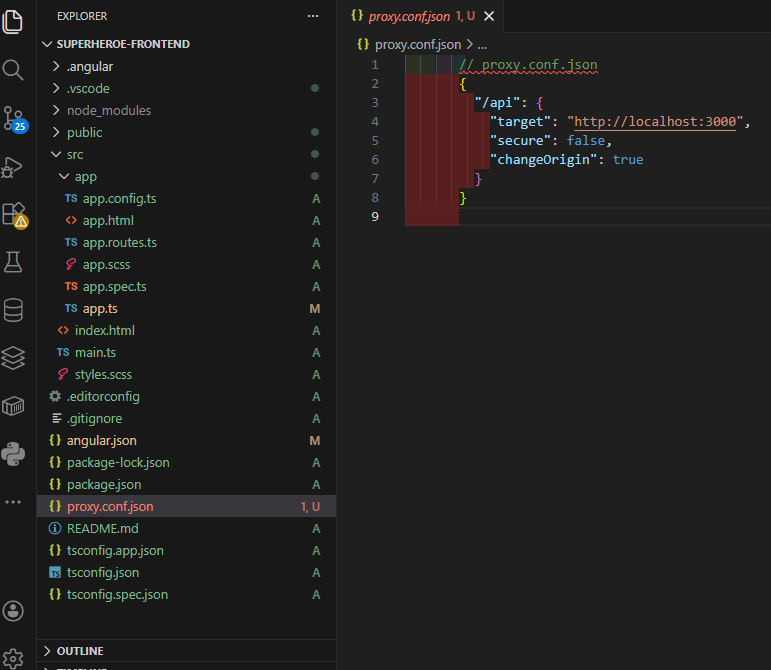 EXPLORER
...
SUPERHEROE-FRONTEND
.angular
.vscode
node_modules
public
src
app
TS app.config.ts A
<> app.html A
TS app.routes.ts A
app.scss A
TS app.spec.ts A
TS app.ts M
<> index.html A
TS main.ts A
styles.scss A
.editorconfig A
.gitignore A
{} angular.json M
{} package-lock.json A
{} package.json A
{} proxy.conf.json 1, U
README.md A
{} tsconfig.app.json A
TS tsconfig.json A
{} tsconfig.spec.json A
OUTLINE
25
{} proxy.conf.json 1, U
{} proxy.conf.json > ...
1 // proxy.conf.json
2 {
3 "/api": {
4 "target": "http://localhost:3000",
5 "secure": false,
6 "changeOrigin": true
7 }
8 }
9